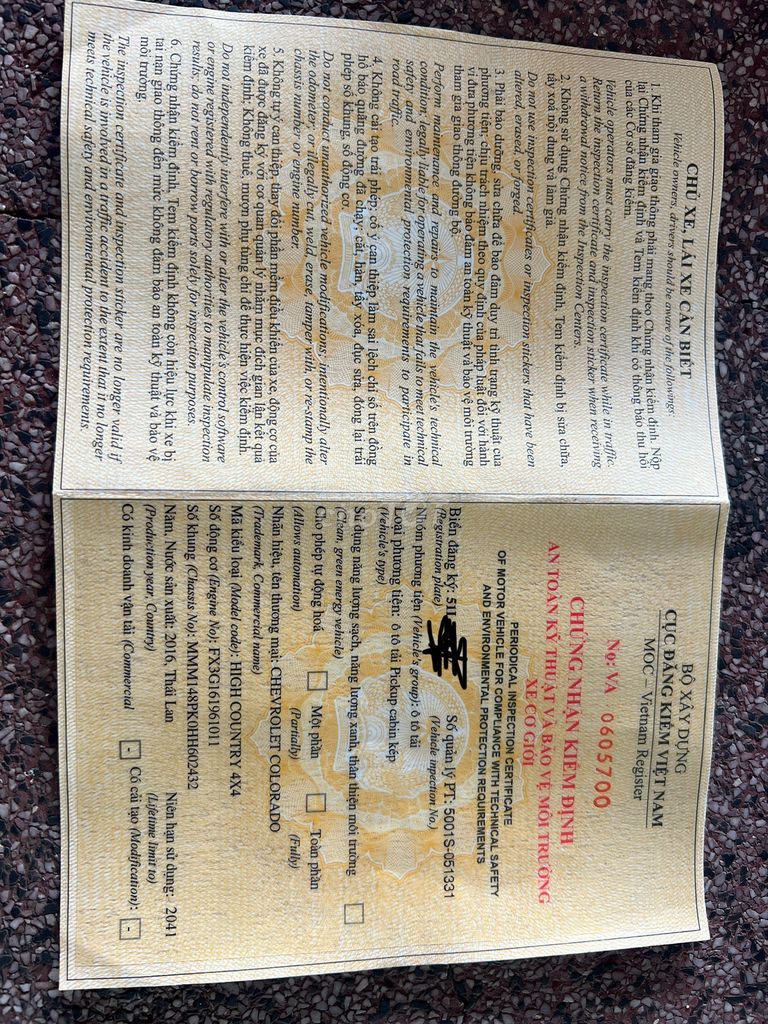 CHỦ XE, LÁI XE CẦN BIẾT
Vehicle owners, drivers should be aware of the followings:
1. Khi tham gia giao thông phải mang theo Chứng nhận kiểm định. Nộp
lại Chứng nhận kiểm định và Tem kiểm định khi có thông báo thu hồi
của các Cơ sở đăng kiểm.
Vehicle operators must carry the inspection certificate while in traffic.
Return the inspection certificate and inspection sticker when receiving
a withdrawal notice from the Inspection Centers.
2. Không sử dụng Chứng nhận kiểm định, Tem kiểm định bị sửa chữa,
tẩy xoá nội dung và làm giả.
Do not use inspection certificates or inspection stickers that have been
altered, erased, or forged.
3. Phải bảo dưỡng, sửa chữa để bảo đảm duy trì tình trạng kỹ thuật của
phương tiện; chịu trách nhiệm theo quy định của pháp luật đối với hành
vi đưa phương tiện không bảo đảm an toàn kỹ thuật và bảo vệ môi trường
tham gia giao thông đường bộ.
Perform maintenance and repairs to maintain the vehicle's technical
condition, legally liable for operating a vehicle that fails to meet technical
safety and environmental protection requirements to participate in
road traffic.
4. Không cải tạo trái phép, cố ý can thiệp làm sai lệch chỉ số trên đồng
hồ báo quãng đường đã chạy; cắt, hàn, tẩy xóa, đục sửa, đóng lại trái
phép số khung, số động cơ.
Do not conduct unauthorized vehicle modifications; intentionally alter
the odometer; or illegally cut, weld, erase, tamper with, or re-stamp the
chassis number or engine number.
5. Không tự ý can thiệp, thay đổi phần mềm điều khiển của xe, động cơ của
xe đã được đăng ký với cơ quan quản lý nhằm mục đích gian lận kết quả
kiểm định; Không thuê, mượn phụ tùng chỉ để thực hiện việc kiểm định.
Do not independently interfere with or alter the vehicle's control software
or engine registered with regulatory authorities to manipulate inspection
results; do not rent or borrow parts solely for inspection purposes.
6. Chứng nhận kiểm định, Tem kiểm định không còn hiệu lực khi xe bị
tai nạn giao thông đến mức không đảm bảo an toàn kỹ thuật và bảo vệ
môi trường.
The inspection certificate and inspection sticker are no longer valid if
the vehicle is involved in a traffic accident to the extent that it no longer
meets technical safety and environmental protection requirements.
BỘ XÂY DỰNG
CỤC ĐĂNG KIỂM VIỆT NAM
MOC – Vietnam Register
No: VA 0605700
CHỨNG NHẬN KIỂM ĐỊNH
AN TOÀN KỸ THUẬT VÀ BẢO VỆ MÔI TRƯỜNG
XE CƠ GIỚI
PERIODICAL INSPECTION CERTIFICATE
OF MOTOR VEHICLE FOR COMPLIANCE WITH TECHNICAL SAFETY
AND ENVIRONMENTAL PROTECTION REQUIREMENTS
Biển đăng ký: Số quản lý PT: 5001S-051331
(Registration plate) (Vehicle inpection No.)
Nhóm phương tiện (Vehicle's group): ô tô tải
Loại phương tiện: ô tô tải Pickup cabin kép
(Vehicle's type)
Sử dụng năng lượng sạch, năng lượng xanh, thân thiện môi trường
(Clean, green energy vehicle)
Cho phép tự động hoá Một phần Toàn phần
(Allows automation) (Partially) (Fully)
Nhãn hiệu, tên thương mại: CHEVROLET COLORADO
(Trademark, Commercial name)
Mã kiểu loại (Model code): HIGH COUNTRY 4X4
Số động cơ (Engine No): FX3G161961011
Số khung (Chassis No): MMM148PK0HH602432
Năm, Nước sản xuất: 2016, Thái Lan Niên hạn sử dụng: 2041
(Production year, Country) (Lifetime limit to)
Có kinh doanh vận tải (Commercial - Có cải tạo (Modification): -